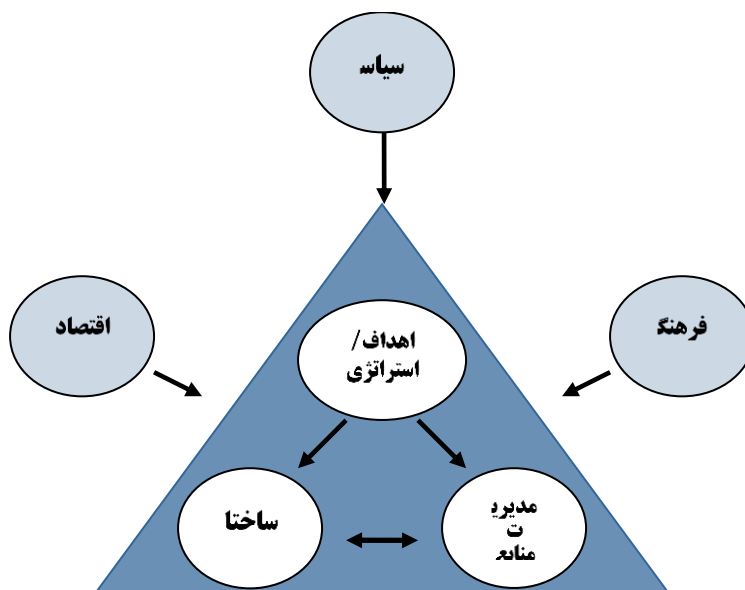 سیاس
اقتصاد
فرهنگ
اهداف/
استراتژی
ساختا
مدیری
ت
منابع